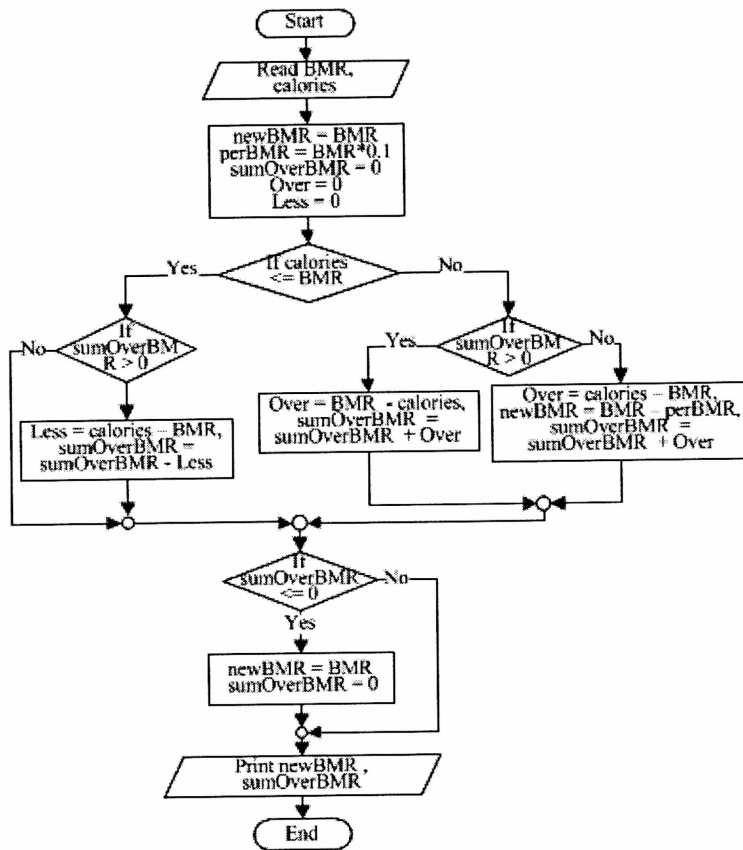 Start
Read BMR,
calories
newBMR = BMR
perBMR = BMR*0.1
sumOverBMR = 0
Over = 0
Less = 0
If calories
<= BMR
Yes
No
If
sumOverBM
R > 0
No
If
sumOverBM
R > 0
Yes
No
Less = calories – BMR,
sumOverBMR =
sumOverBMR - Less
Over = BMR - calories,
sumOverBMR =
sumOverBMR + Over
Over = calories – BMR,
newBMR = BMR – perBMR,
sumOverBMR =
sumOverBMR + Over
If
sumOverBMR
<= 0
No
Yes
newBMR = BMR
sumOverBMR = 0
Print newBMR ,
sumOverBMR
End